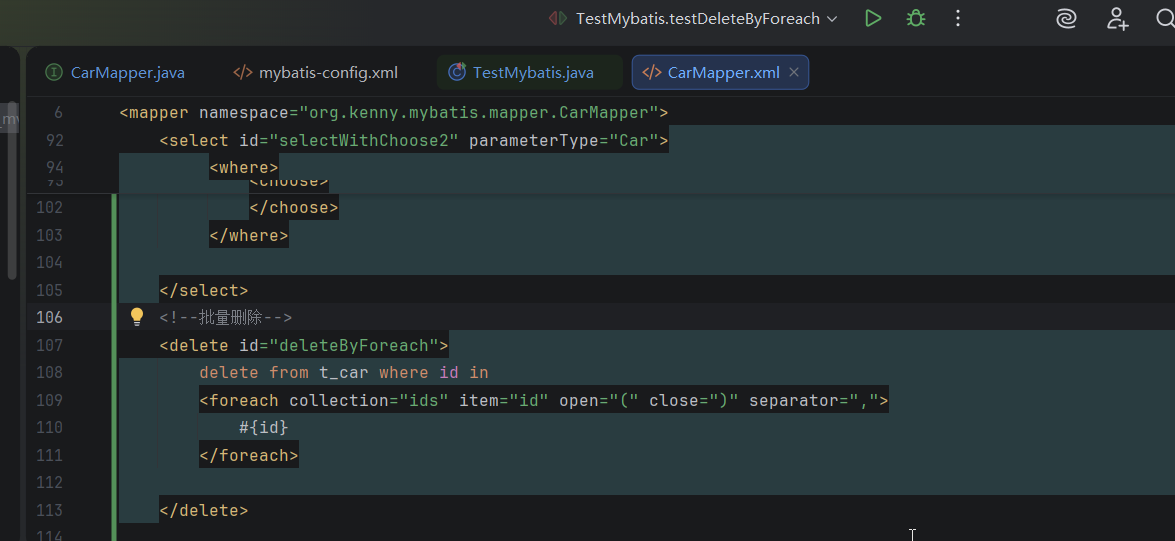 TestMybatis.testDeleteByForeach
CarMapper.java
mybatis-config.xml
TestMybatis.java
CarMapper.xml
6 <mapper namespace="org.kenny.mybatis.mapper.CarMapper">
92 <select id="selectWithChoose2" parameterType="Car">
94 <where>
<choose>
102 </choose>
103 </where>
104
105 </select>
106 <!--批量删除-->
107 <delete id="deleteByForeach">
108 delete from t_car where id in
109 <foreach collection="ids" item="id" open="(" close=")" separator=",">
110 #{id}
111 </foreach>
112
113 </delete>
114